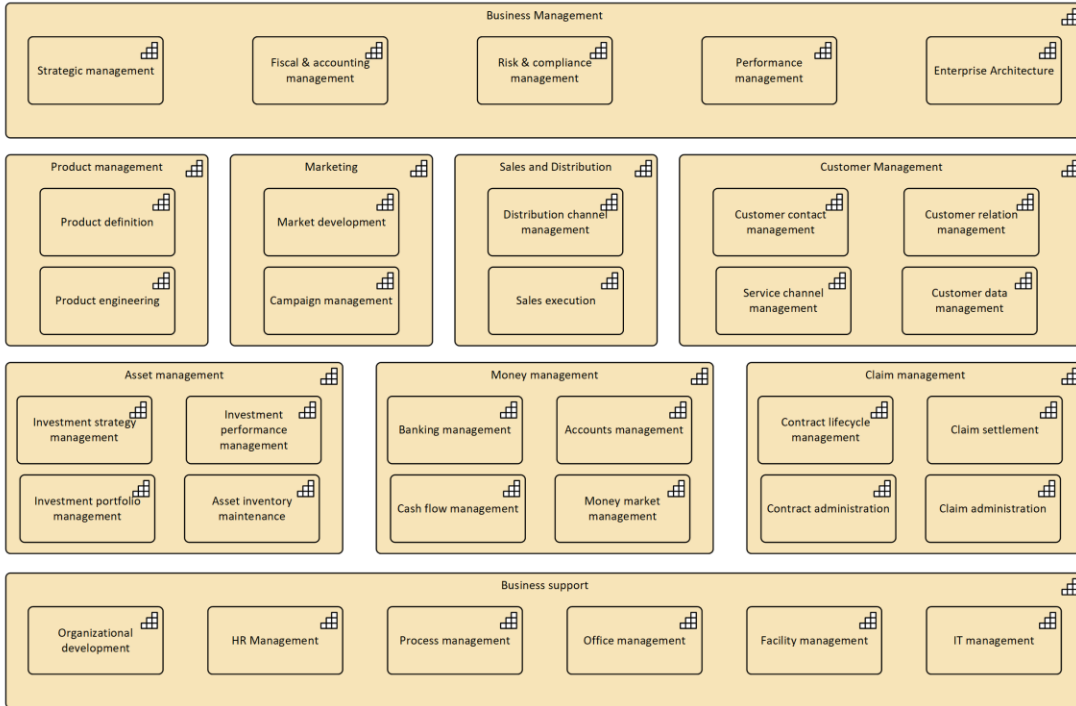 Business Management
Strategic management
Fiscal & accounting
management
Risk & compliance
management
Performance
management
Enterprise Architecture
Product management
Product definition
Product engineering
Marketing
Market development
Campaign management
Sales and Distribution
Distribution channel
management
Sales execution
Customer Management
Customer contact
management
Customer relation
management
Service channel
management
Customer data
management
Asset management
Investment strategy
management
Investment
performance
management
Investment portfolio
management
Asset inventory
maintenance
Money management
Banking management
Accounts management
Cash flow management
Money market
management
Claim management
Contract lifecycle
management
Claim settlement
Contract administration
Claim administration
Business support
Organizational
development
HR Management
Process management
Office management
Facility management
IT management